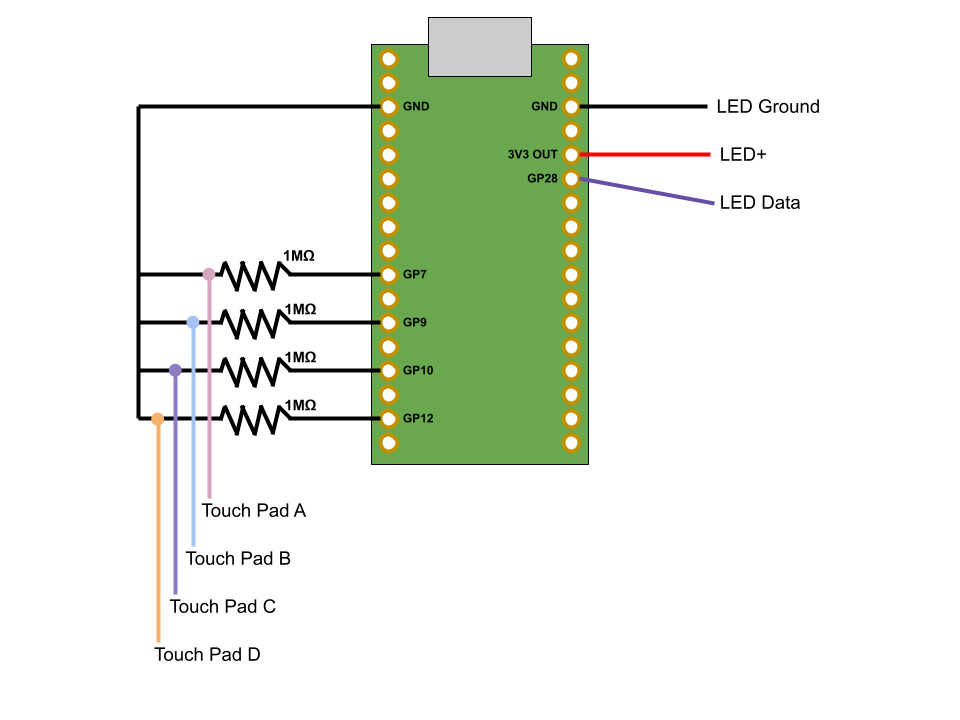 GND
GND
LED Ground
3V3 OUT
LED+
GP28
LED Data
1MΩ
GP7
1MΩ
GP9
1MΩ
GP10
1MΩ
GP12
Touch Pad A
Touch Pad B
Touch Pad C
Touch Pad D